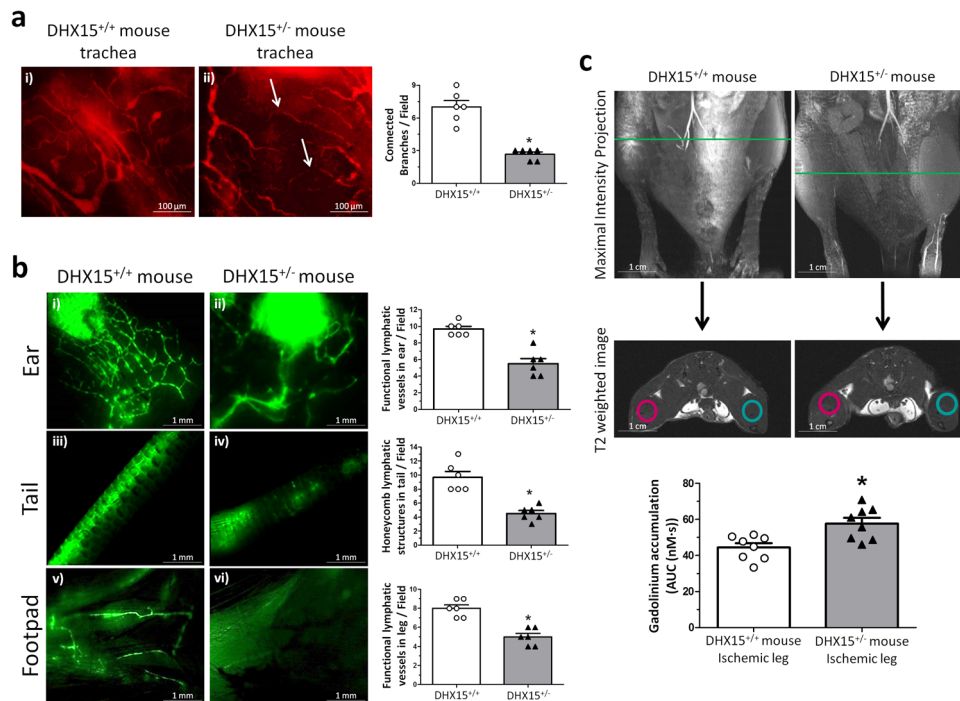 a
DHX15+/+ mouse
trachea
DHX15+/- mouse
trachea
i)
100 µm
ii)
100 µm
Connected
Branches / Field
9
6
3
0
*
DHX15+/+
DHX15+/-
b
DHX15+/+ mouse
DHX15+/- mouse
Ear
i)
1 mm
ii)
1 mm
Functional lymphatic
vessels in ear / Field
12
10
8
6
4
2
0
*
DHX15+/+
DHX15+/-
Tail
iii)
1 mm
iv)
1 mm
Honeycomb lymphatic
structures in tail / Field
15
10
5
0
*
DHX15+/+
DHX15+/-
Footpad
v)
1 mm
vi)
1 mm
Functional lymphatic
vessels in leg / Field
10
8
6
4
2
0
*
DHX15+/+
DHX15+/-
c
DHX15+/+ mouse
DHX15+/- mouse
Maximal Intensity Projection
1 cm
1 cm
T2 weighted image
1 cm
1 cm
Gadolinium accumulation
(AUC (nM·s))
80
60
40
20
0
*
DHX15+/+ mouse
Ischemic leg
DHX15+/- mouse
Ischemic leg